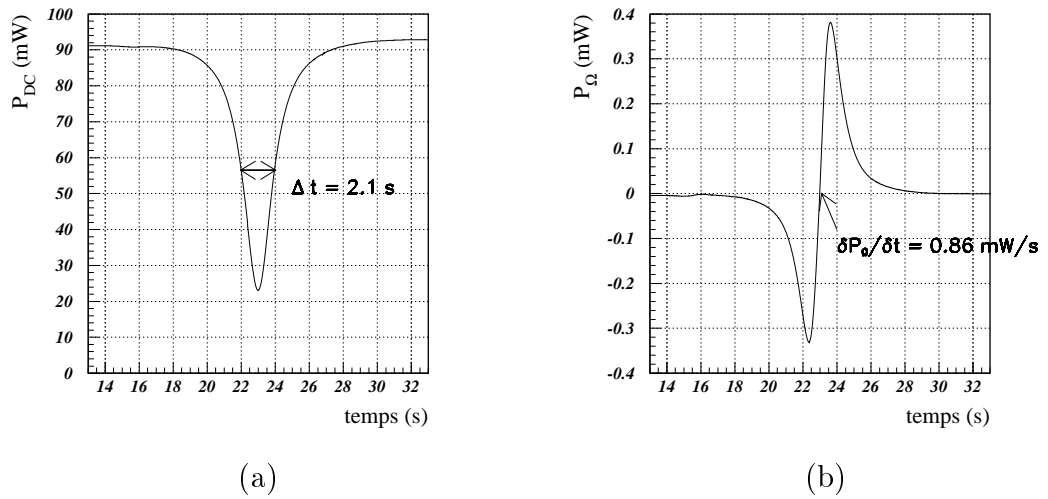 P_DC (mW)
100
90
80
70
60
50
40
30
20
10
0
Δ t = 2.1 s
14 16 18 20 22 24 26 28 30 32
temps (s)
(a)
P_Ω (mW)
0.4
0.3
0.2
0.1
0
-0.1
-0.2
-0.3
-0.4
δP_Ω/δt = 0.86 mW/s
14 16 18 20 22 24 26 28 30 32
temps (s)
(b)